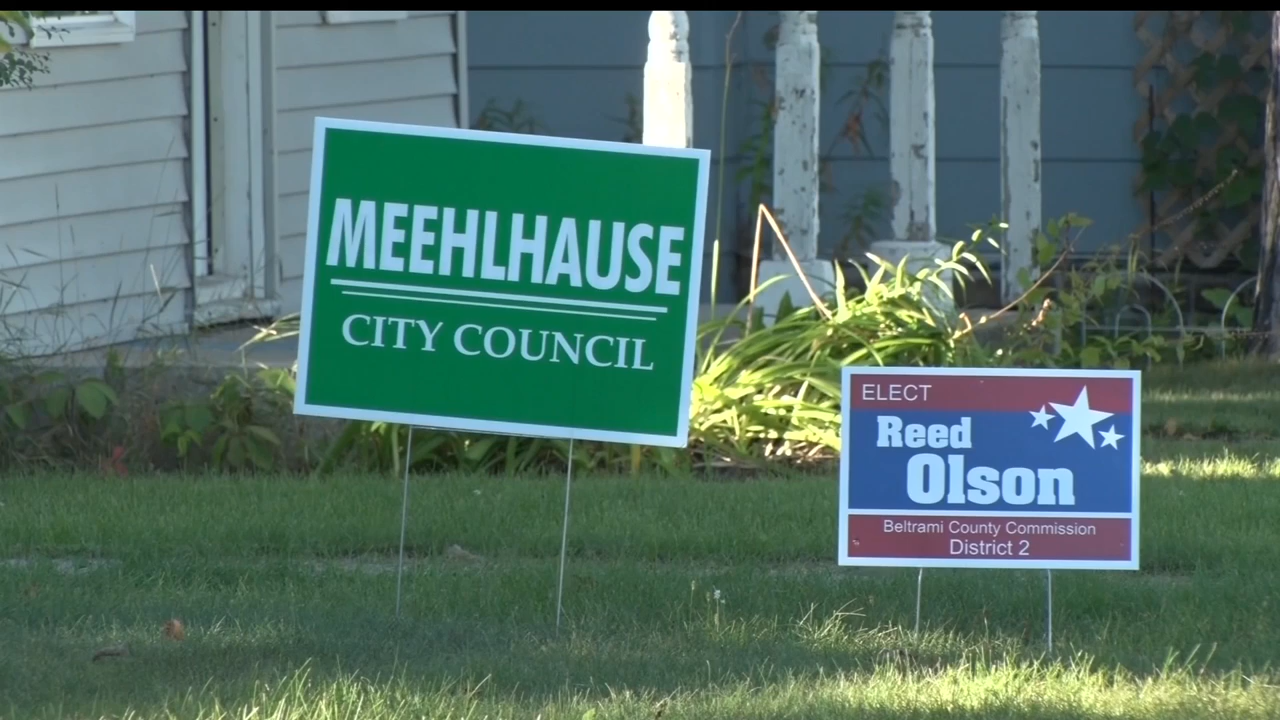 MEEHLHAUSE
CITY COUNCIL
ELECT
Reed
Olson
Beltrami County Commission
District 2